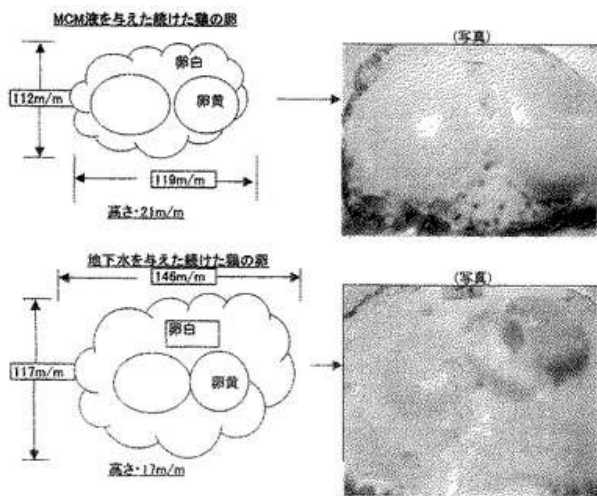 MCM液を与えた続けた鶏の卵
(写真)
卵白
卵黄
112m/m
119m/m
高さ・21m/m
地下水を与えた続けた鶏の卵
146m/m
(写真)
卵白
卵黄
117m/m
高さ・17m/m